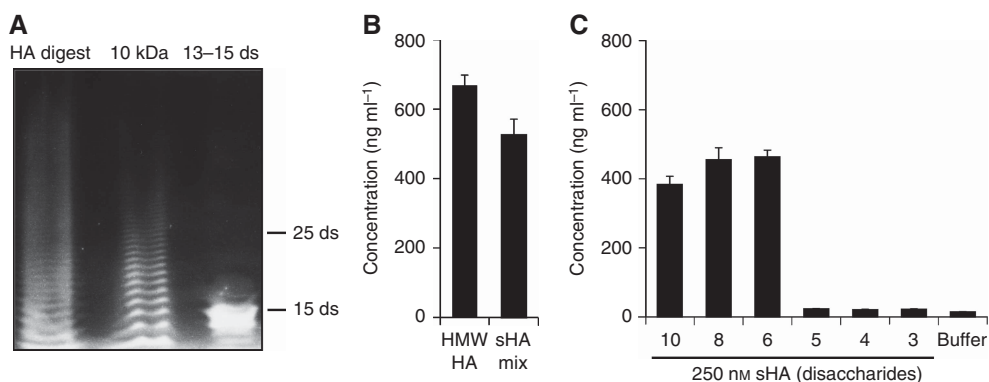 A
HA digest 10 kDa 13–15 ds
25 ds
15 ds
B
Concentration (ng ml⁻¹)
800
600
400
200
0
HMW HA
sHA mix
C
Concentration (ng ml⁻¹)
800
600
400
200
0
10 8 6 5 4 3 Buffer
250 nM sHA (disaccharides)